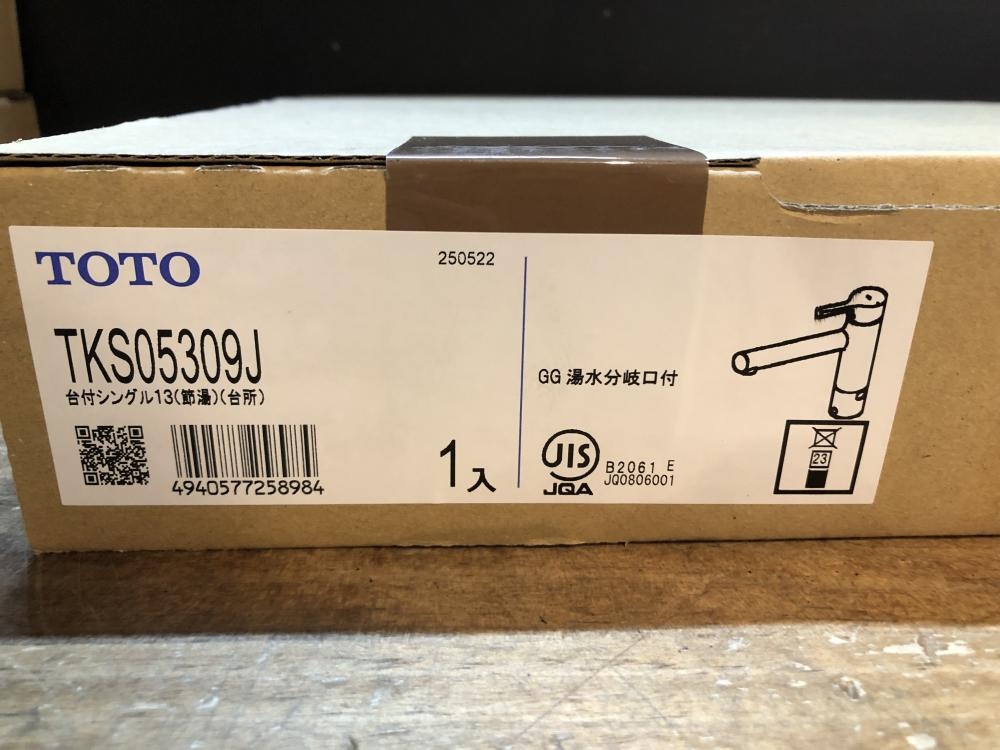 TOTO
250522
TKS05309J
台付シングル13(節湯)(台所)
4940577258984
1入
GG 湯水分岐口付
JIS
JQA
B2061 E
JQ0806001
23